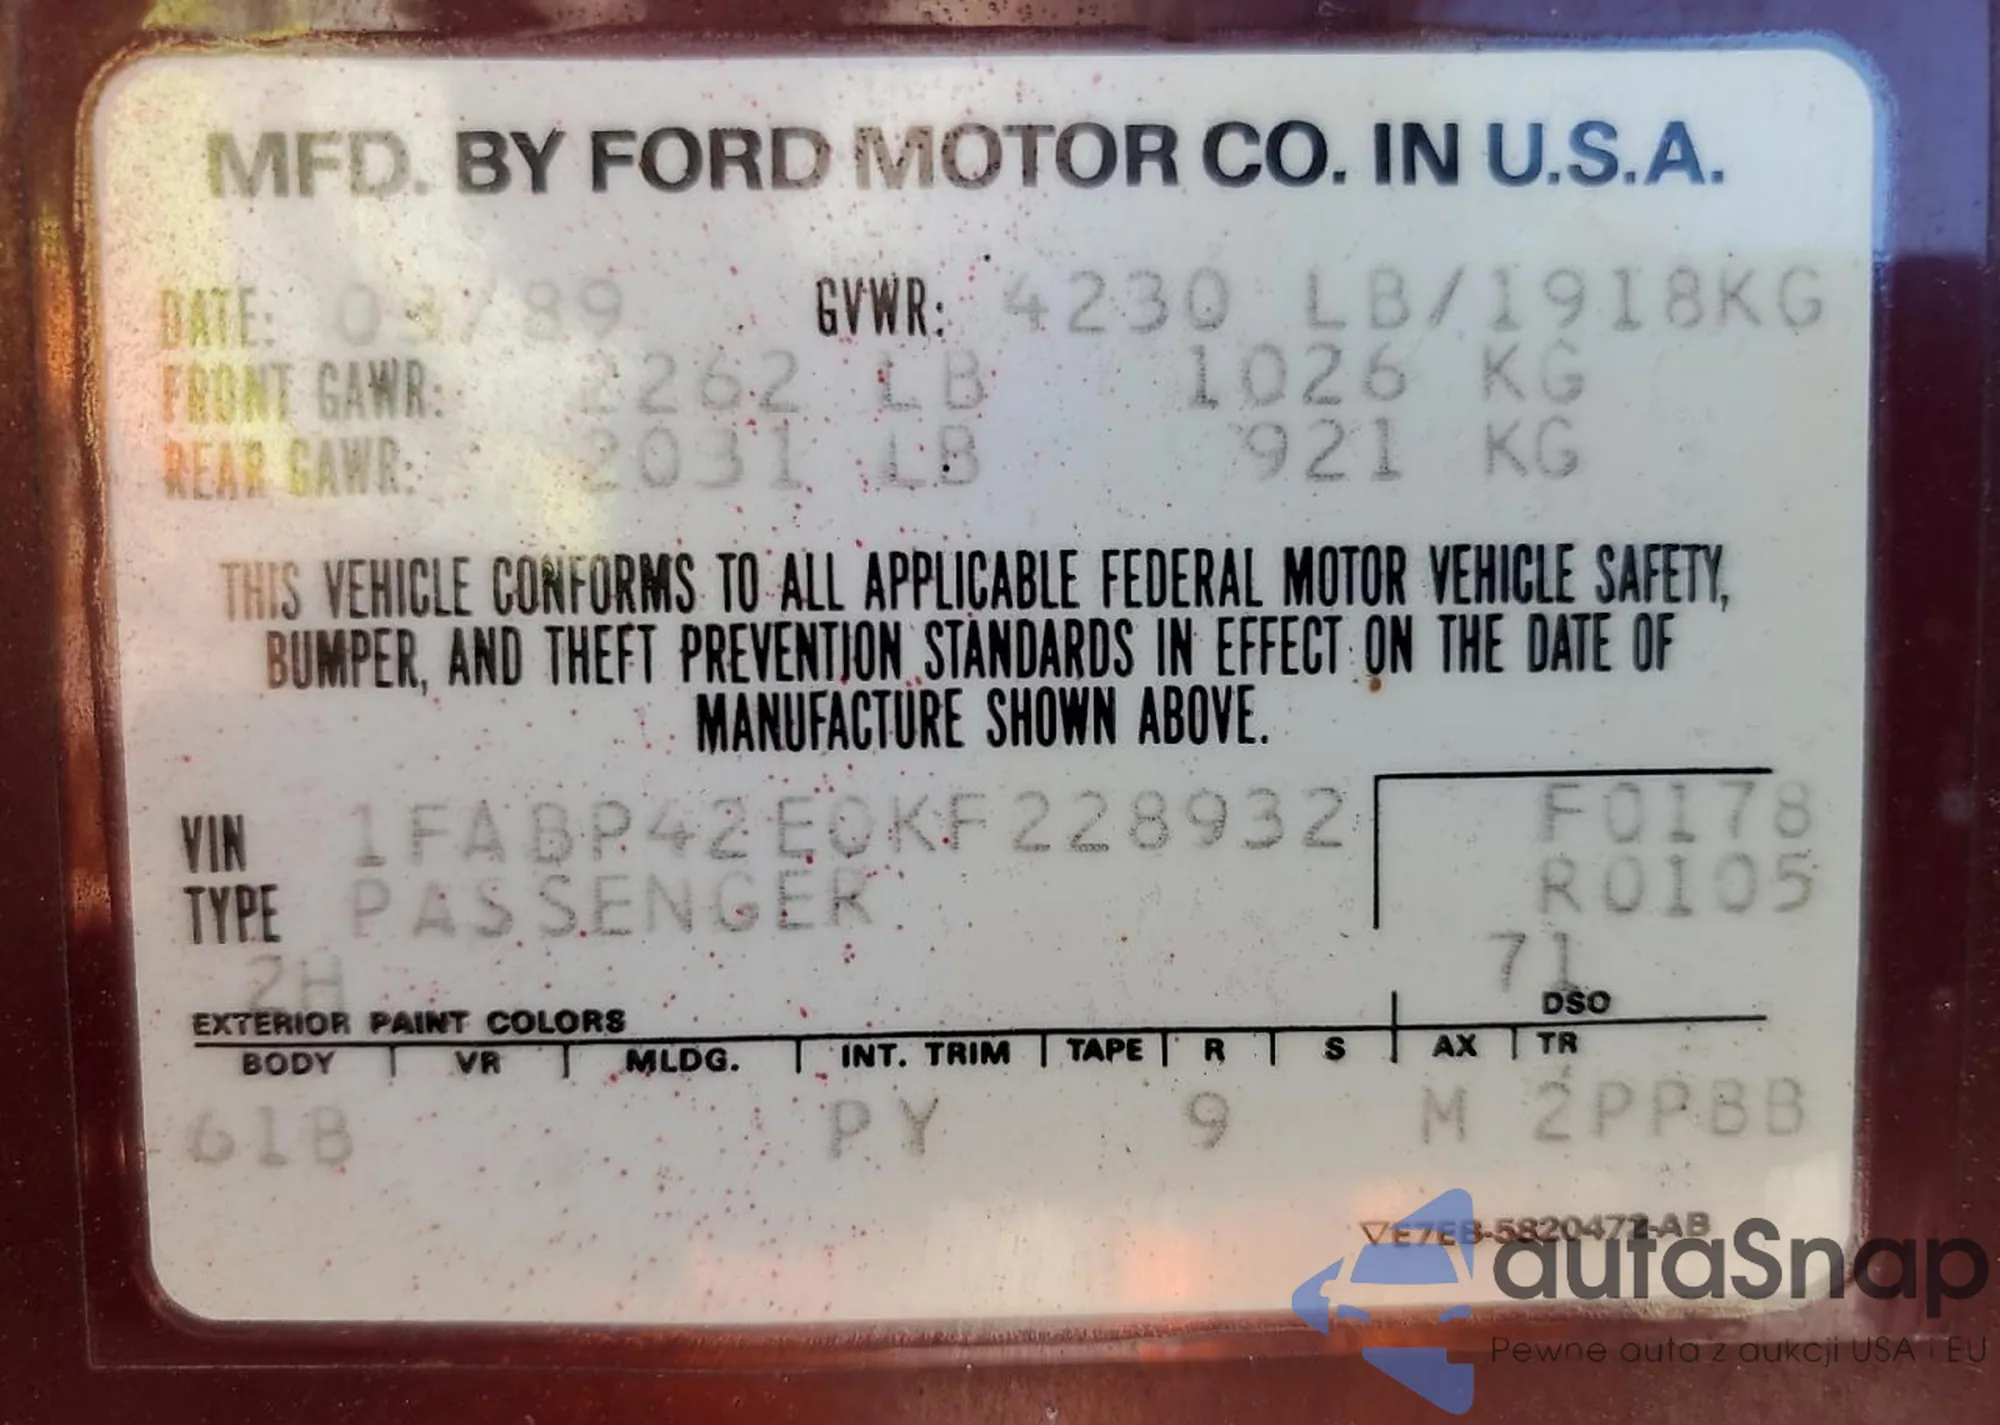 MFD. BY FORD MOTOR CO. IN U.S.A.
DATE: 03/89 GVWR: 4230 LB/1918KG
FRONT GAWR: 2262 LB 1026 KG
REAR GAWR: 2031 LB 921 KG
THIS VEHICLE CONFORMS TO ALL APPLICABLE FEDERAL MOTOR VEHICLE SAFETY,
BUMPER, AND THEFT PREVENTION STANDARDS IN EFFECT ON THE DATE OF
MANUFACTURE SHOWN ABOVE.
VIN 1FABP42E0KF228932 F0178
TYPE PASSENGER R0105
2H 71
EXTERIOR PAINT COLORS DSO
BODY VR MLDG. INT. TRIM TAPE R S AX TR
61B PY 9 M 2PPBB
▽E7EB-5820472-AB
autaSnap
Pewne auta z aukcji USA i EU